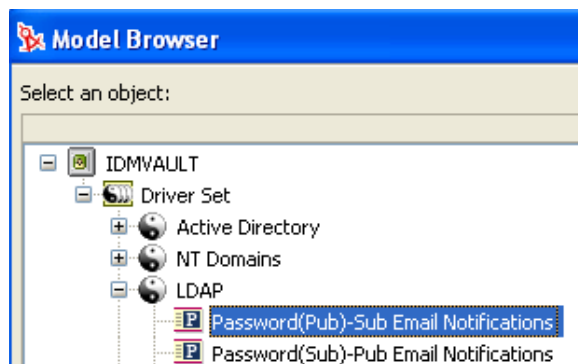 Model Browser
Select an object:
IDMVAULT
Driver Set
Active Directory
NT Domains
LDAP
Password(Pub)-Sub Email Notifications
Password(Sub)-Pub Email Notifications